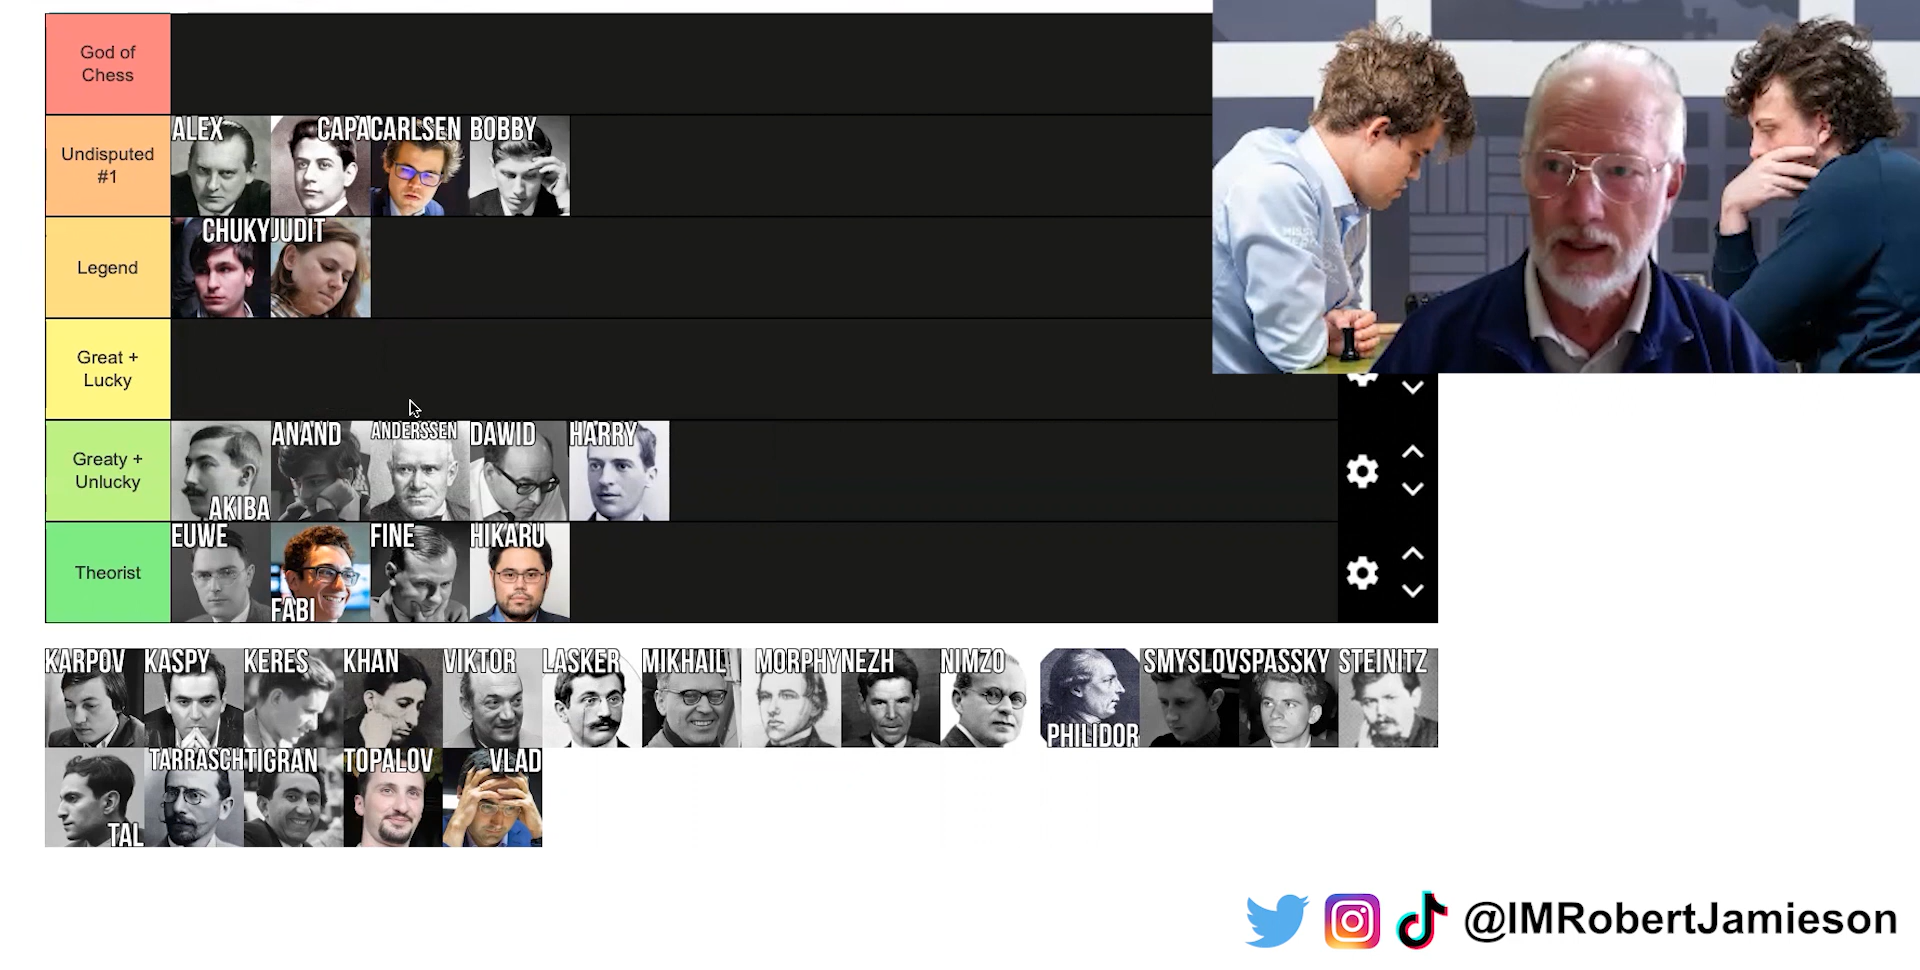 God of
Chess
Undisputed
#1
ALEX
CAPA
CARLSEN
BOBBY
Legend
CHUKY
JUDIT
Great +
Lucky
Greaty +
Unlucky
AKIBA
ANAND
ANDERSSEN
DAWID
HARRY
Theorist
EUWE
FABI
FINE
HIKARU
KARPOV
KASPY
KERES
KHAN
VIKTOR
LASKER
MIKHAIL
MORPHY
NEZH
NIMZO
PHILIDOR
SMYSLOV
SPASSKY
STEINITZ
TAL
TARRASCH
TIGRAN
TOPALOV
VLAD
@IMRobertJamieson